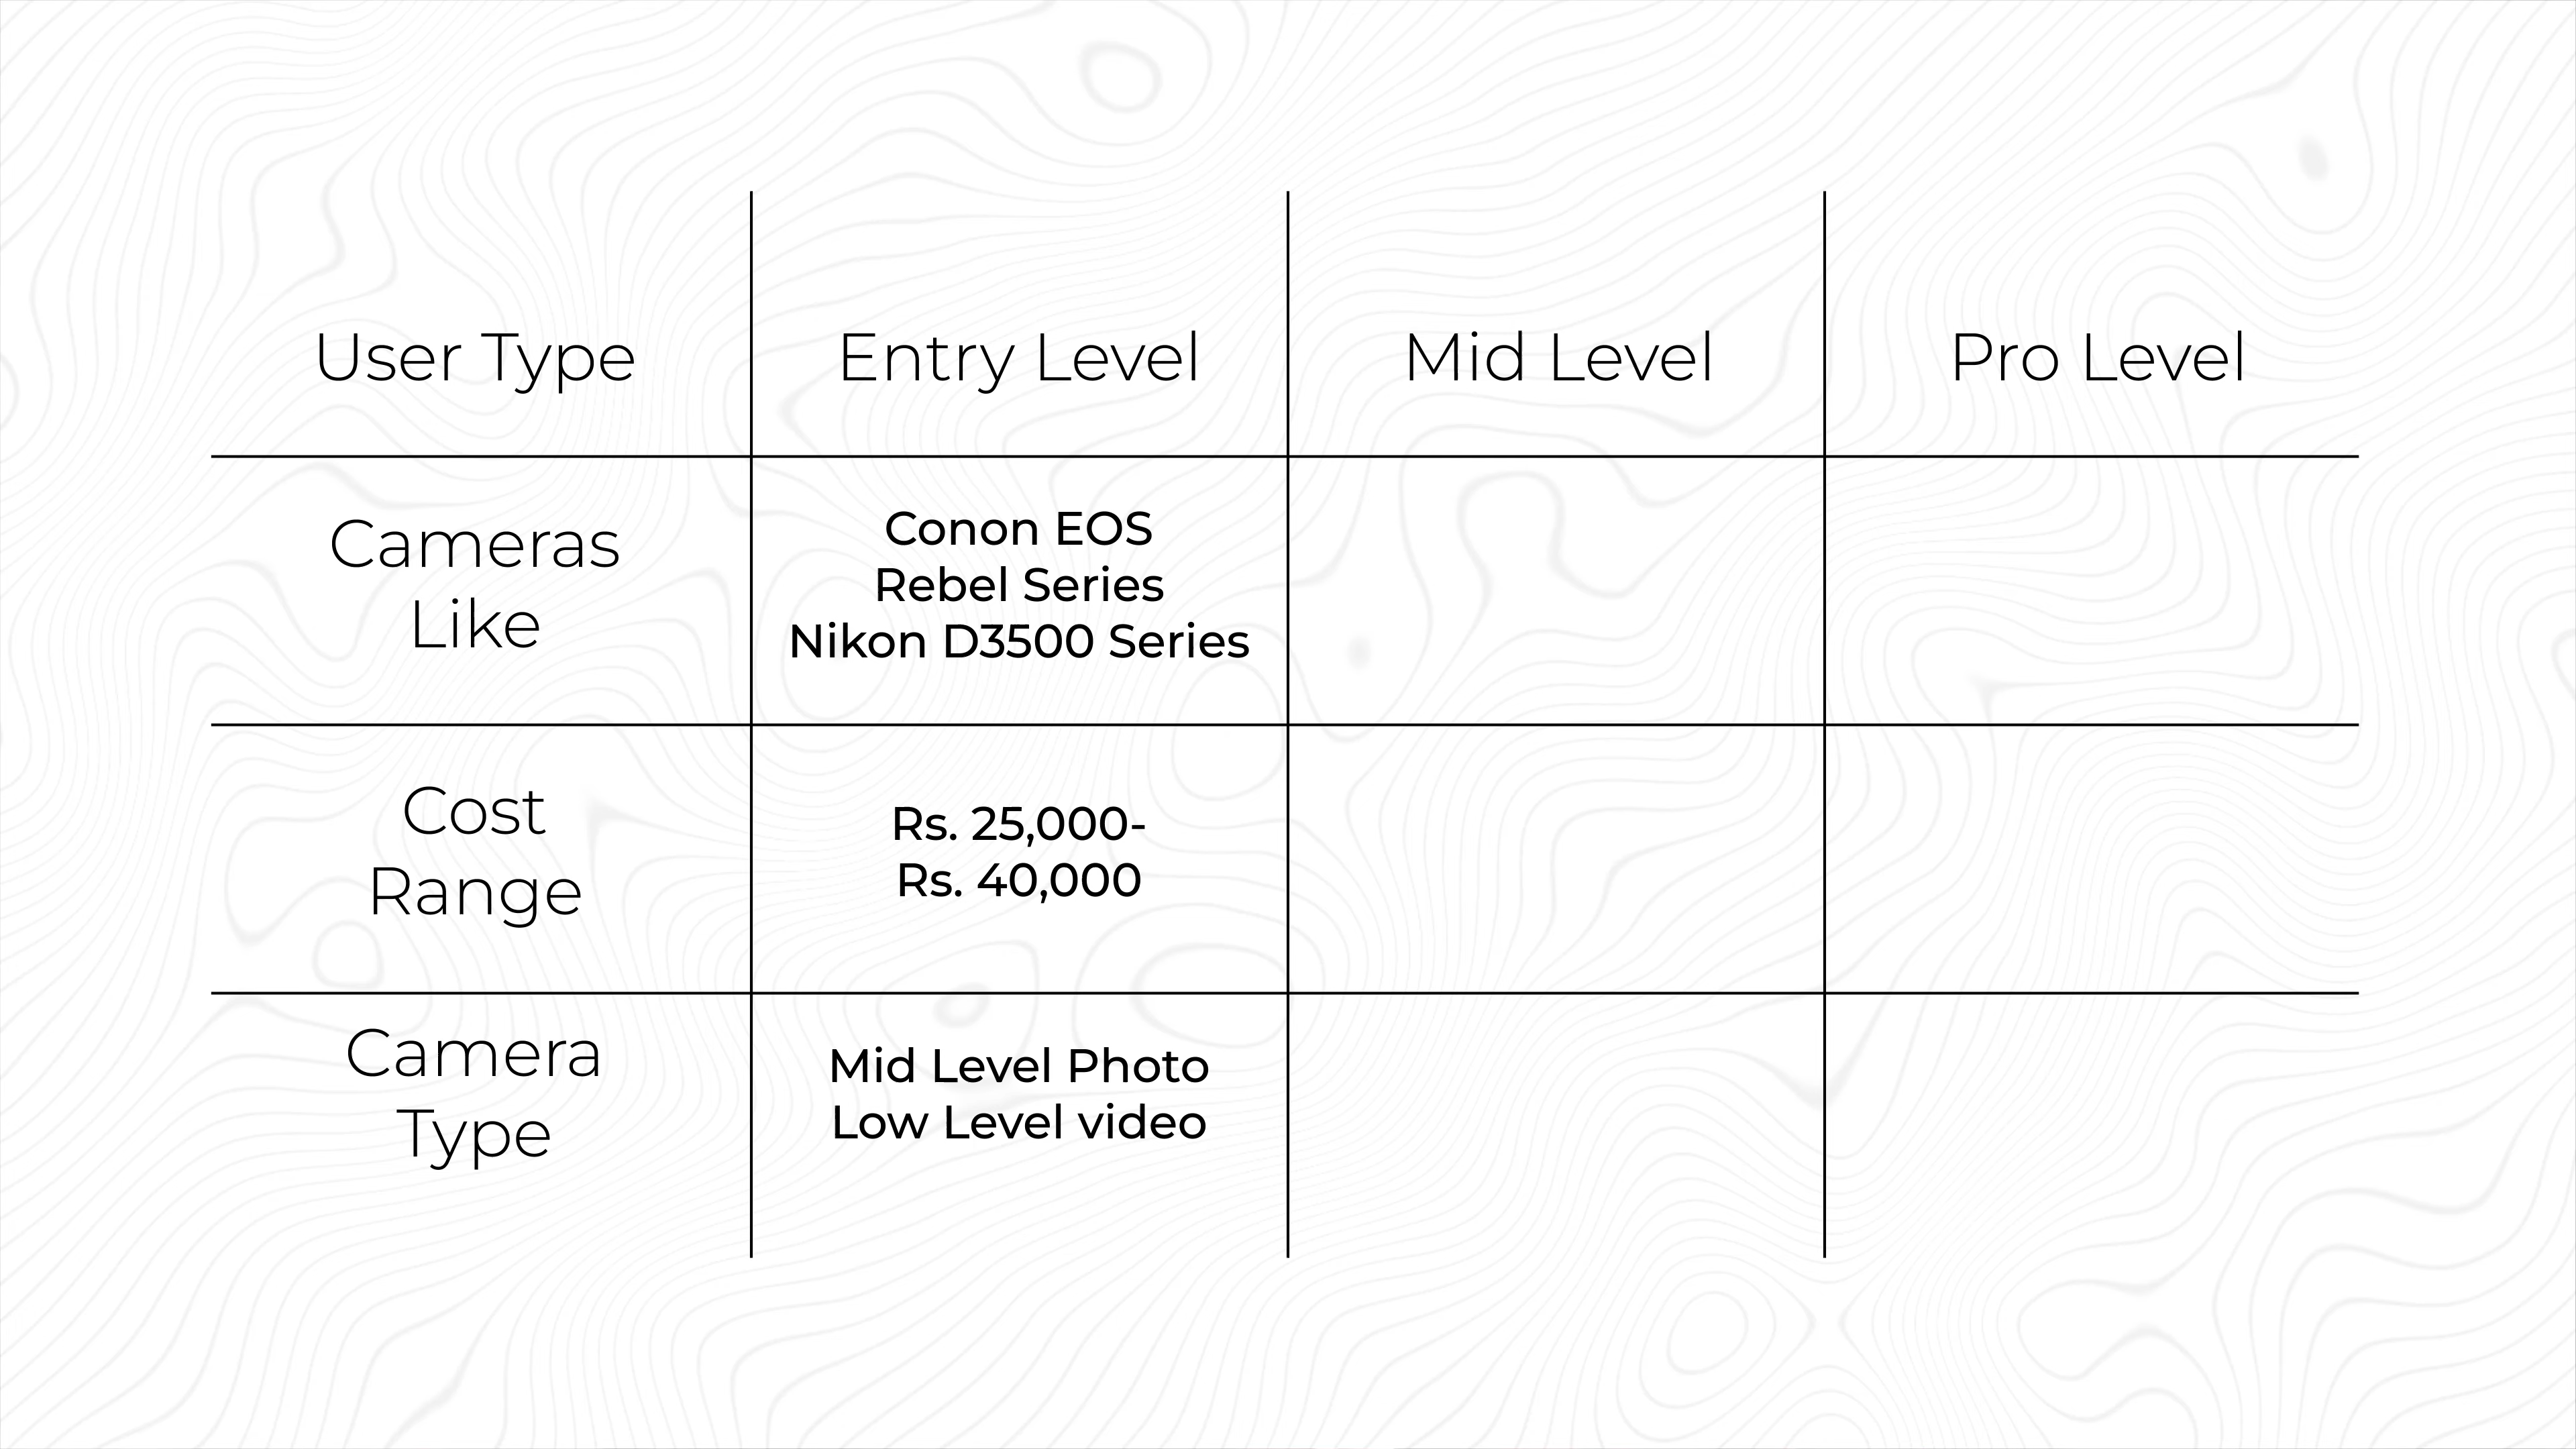 User Type
Entry Level
Mid Level
Pro Level
Cameras
Like
Conon EOS
Rebel Series
Nikon D3500 Series
Cost
Range
Rs. 25,000-
Rs. 40,000
Camera
Type
Mid Level Photo
Low Level video